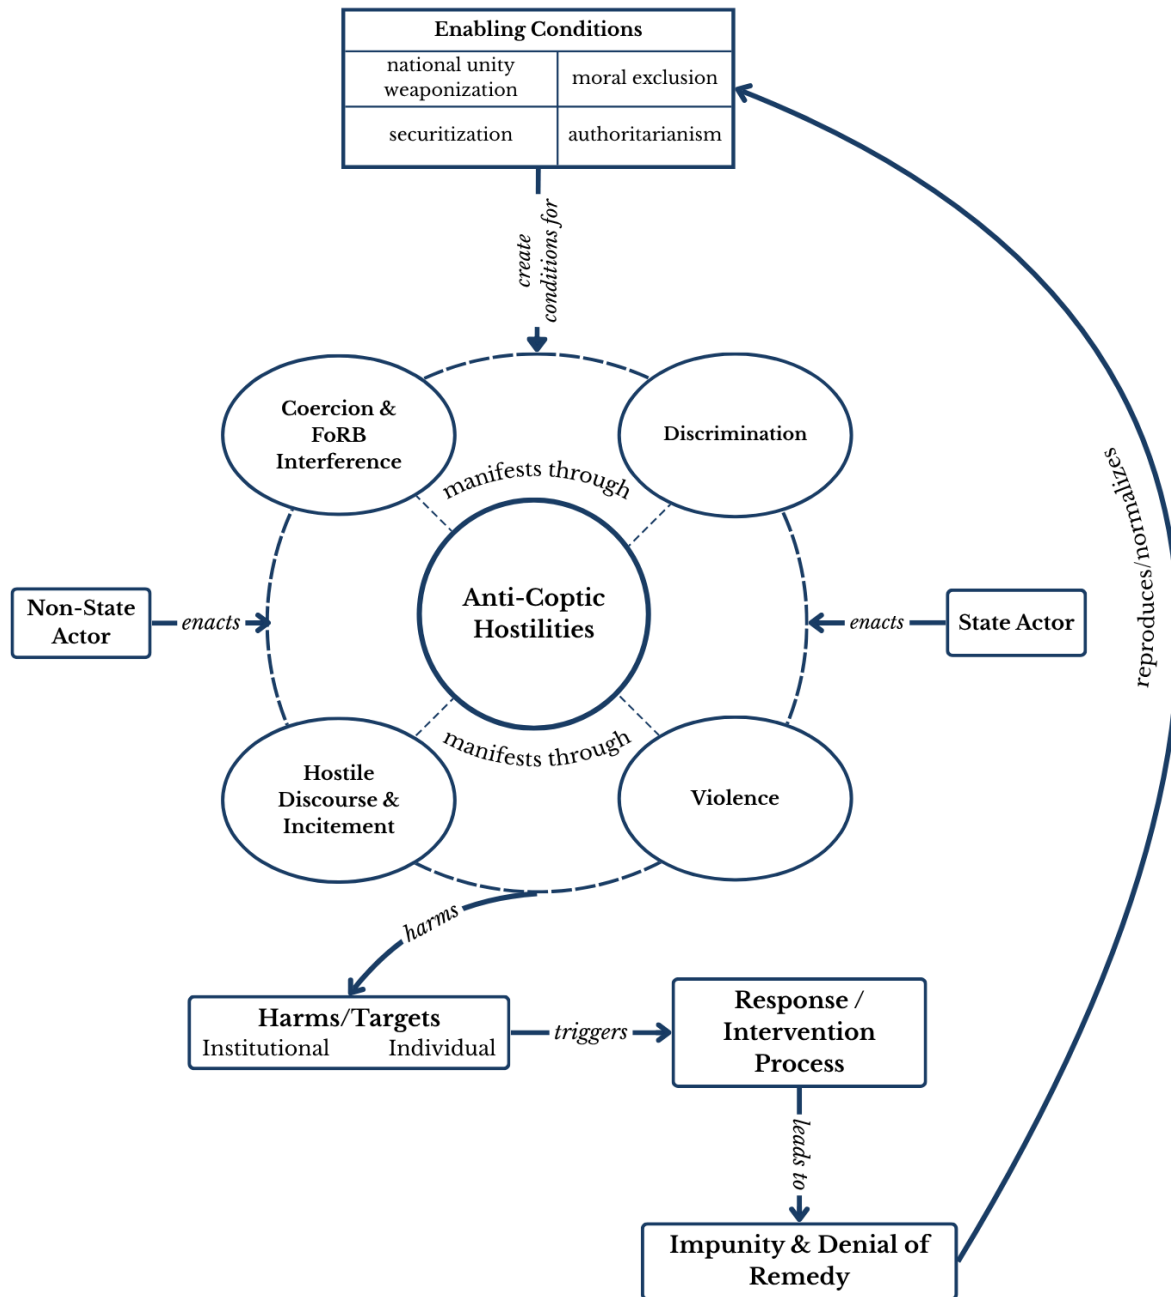 Enabling Conditions
national unity
weaponization
moral exclusion
securitization
authoritarianism
create
conditions for
Coercion &
FoRB
Interference
Discrimination
manifests through
Anti-Coptic
Hostilities
Non-State
Actor
enacts
enacts
State Actor
reproduces/normalizes
manifests through
Hostile
Discourse &
Incitement
Violence
harms
Harms/Targets
Institutional
Individual
triggers
Response /
Intervention
Process
leads to
Impunity & Denial of
Remedy